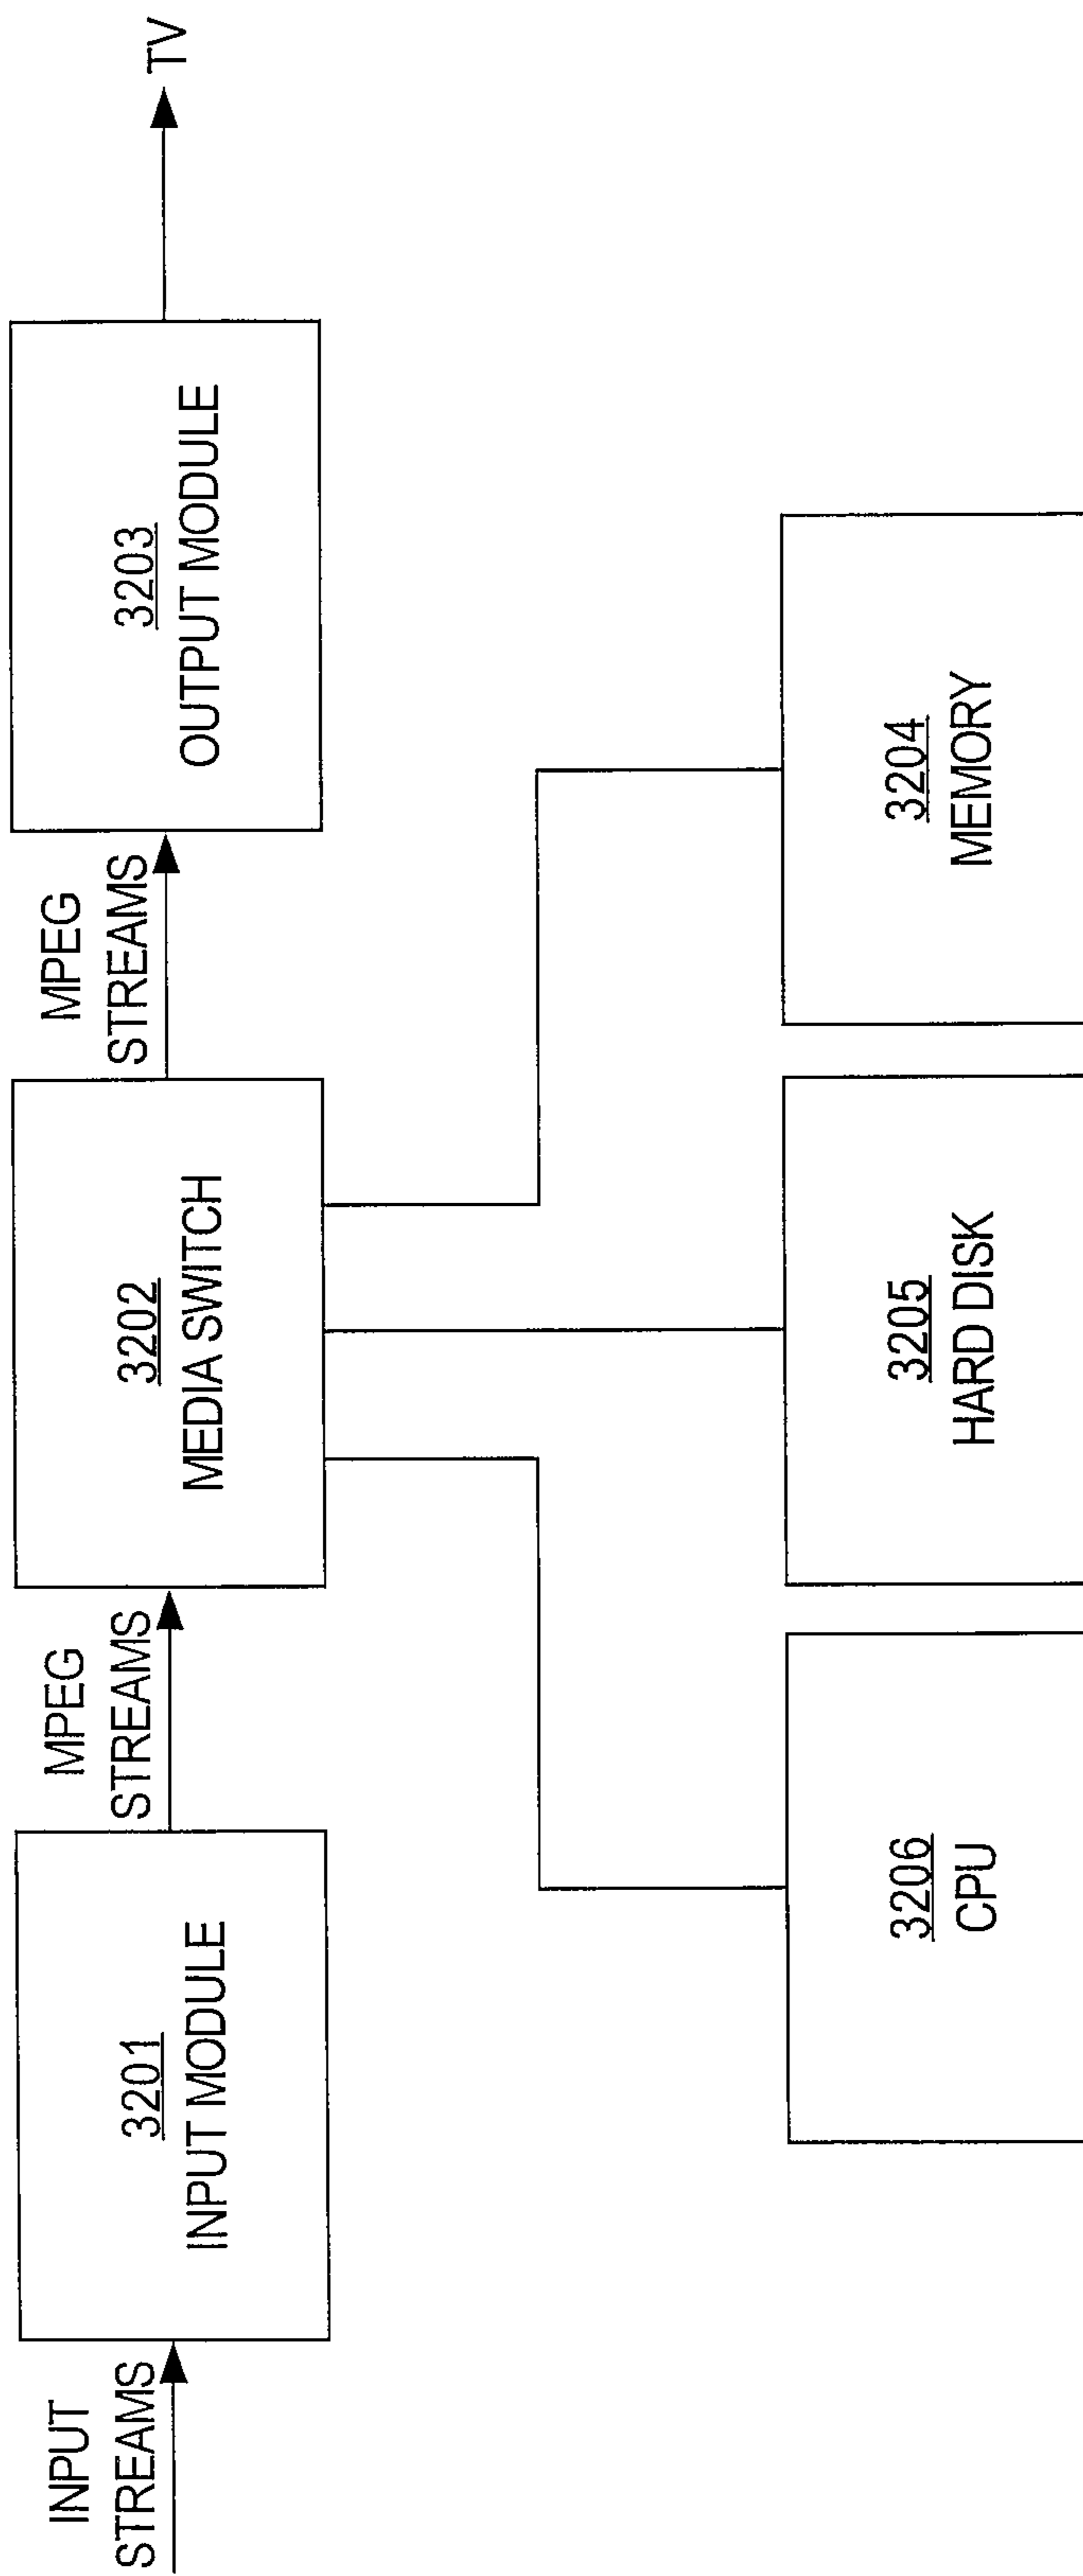 INPUT
STREAMS
3201
INPUT MODULE
MPEG
STREAMS
3202
MEDIA SWITCH
MPEG
STREAMS
3203
OUTPUT MODULE
TV
3206
CPU
3205
HARD DISK
3204
MEMORY